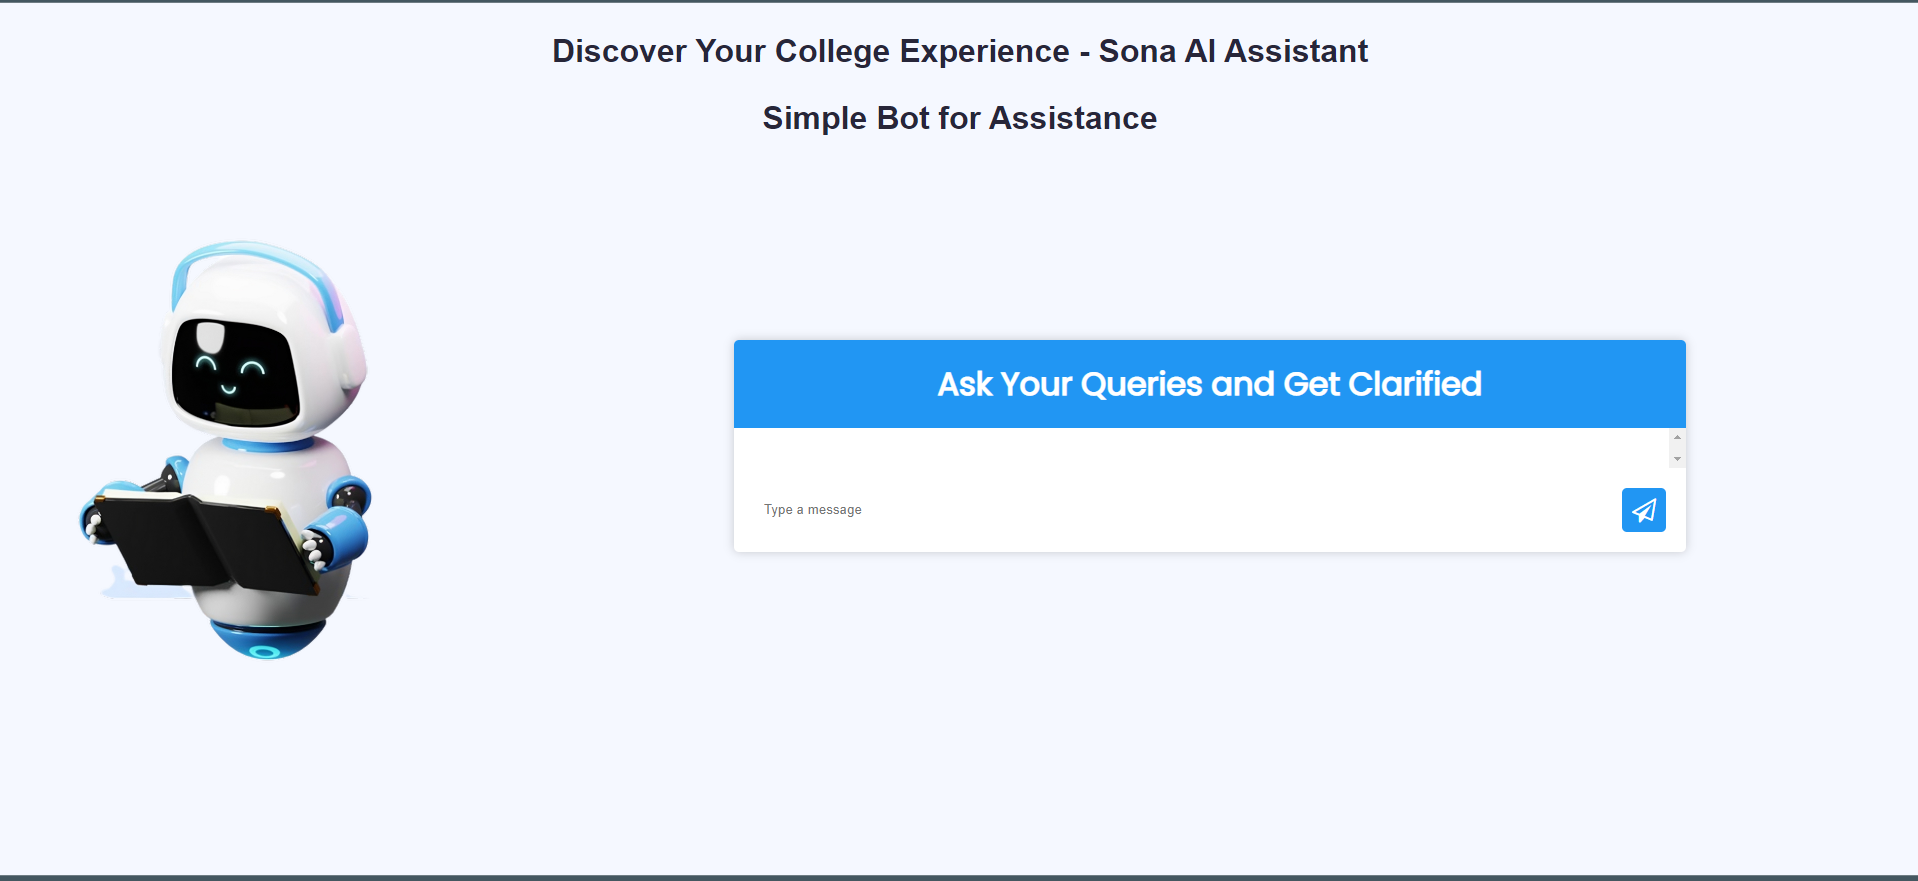 Discover Your College Experience - Sona AI Assistant
Simple Bot for Assistance
Ask Your Queries and Get Clarified
Type a message